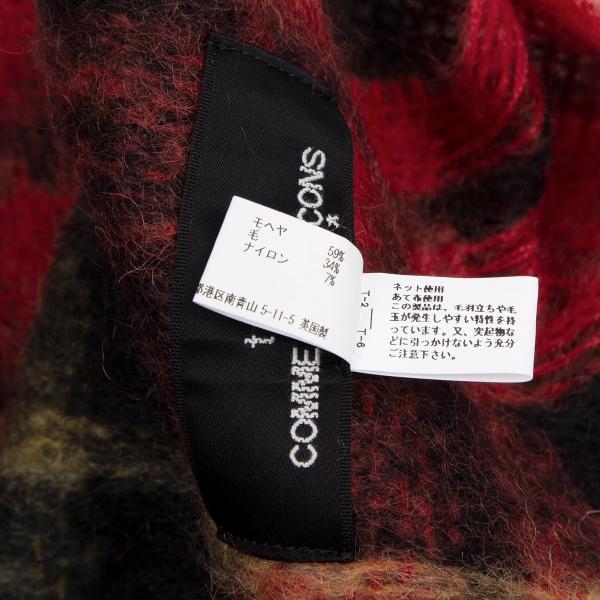 COMME
CONS
モヘヤ 59%
毛 34%
ナイロン 7%
都港区南青山 5-11-5 英国製
T-2
T-6
ネット使用
あて布使用
この製品は、毛羽立ちや毛
玉が発生しやすい特性を持
っています。又、突起物な
どに引っかけないよう充分
ご注意下さい。